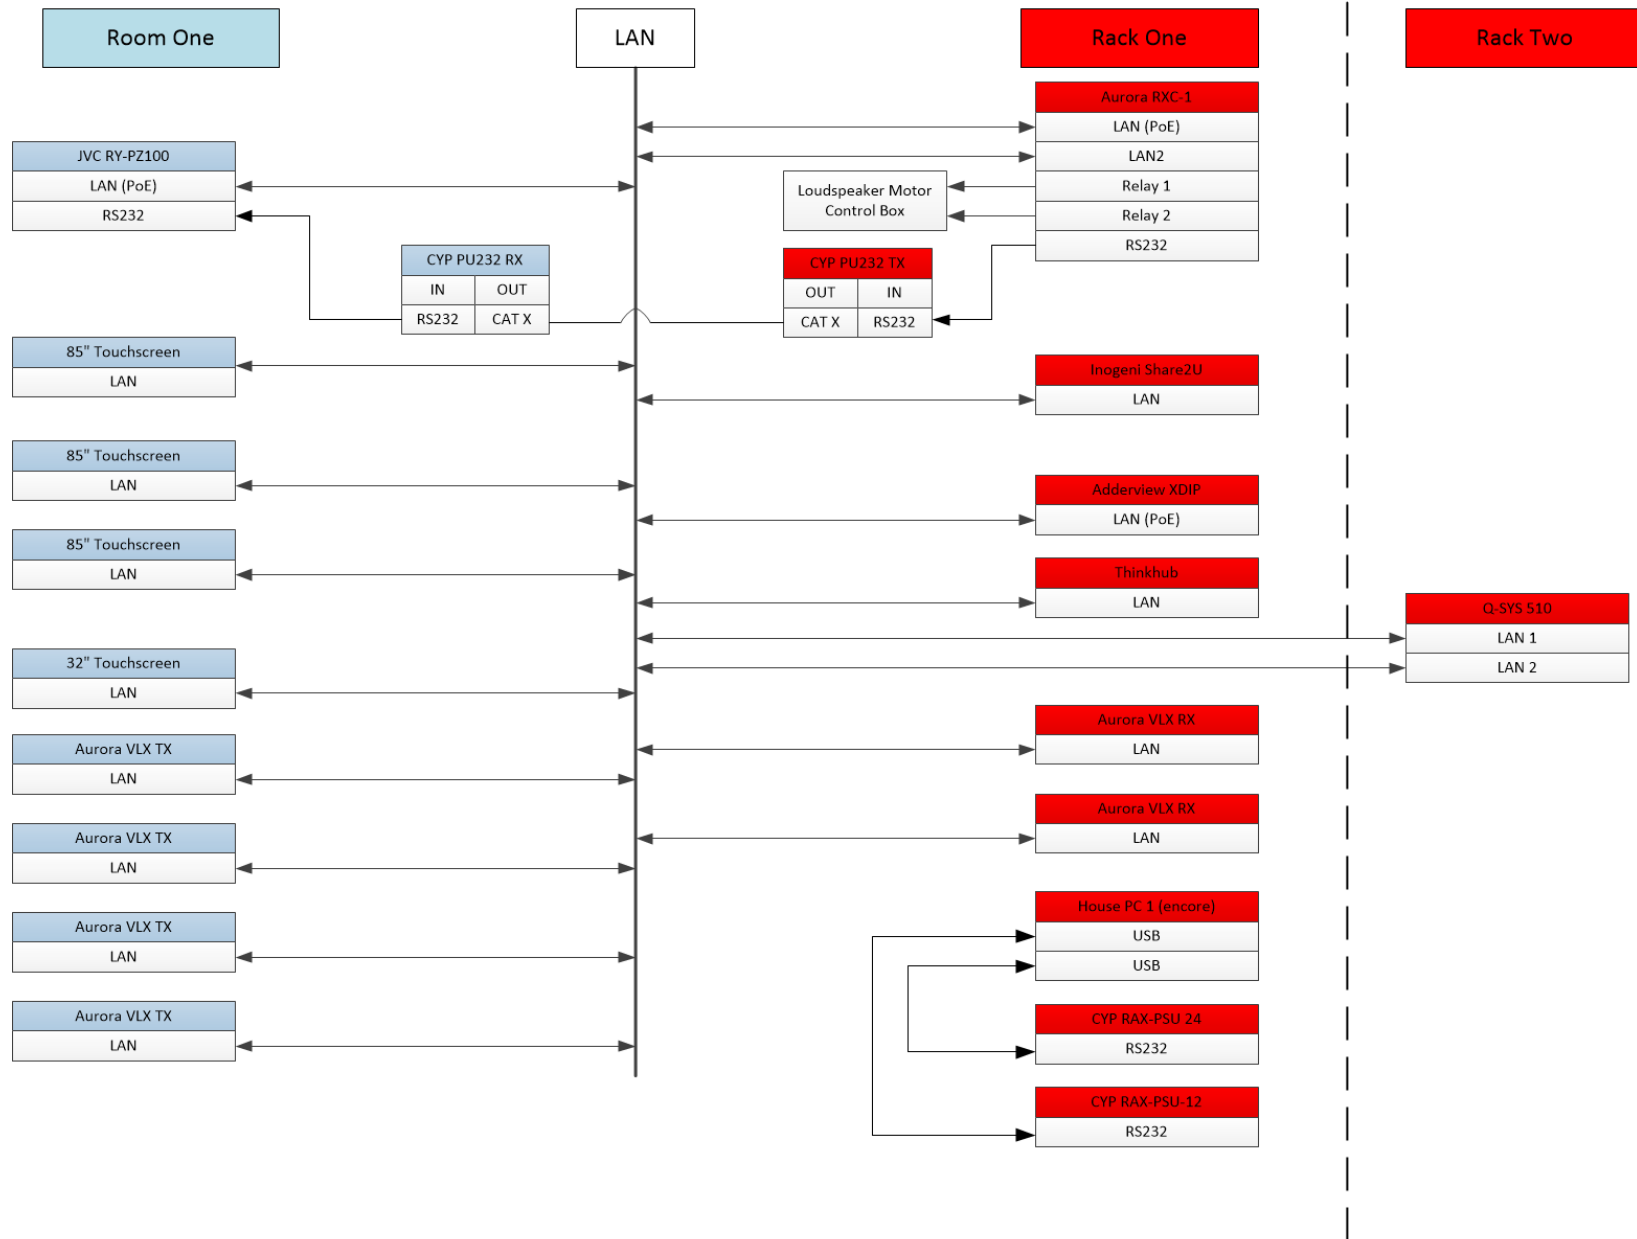 Room One
LAN
Rack One
Rack Two
Aurora RXC-1
LAN (PoE)
LAN2
Relay 1
Relay 2
RS232
JVC RY-PZ100
LAN (PoE)
RS232
Loudspeaker Motor
Control Box
CYP PU232 RX
IN OUT
RS232 CAT X
CYP PU232 TX
OUT IN
CAT X RS232
85" Touchscreen
LAN
Inogeni Share2U
LAN
85" Touchscreen
LAN
Adderview XDIP
LAN (PoE)
85" Touchscreen
LAN
Thinkhub
LAN
Q-SYS 510
LAN 1
LAN 2
32" Touchscreen
LAN
Aurora VLX RX
LAN
Aurora VLX TX
LAN
Aurora VLX RX
LAN
Aurora VLX TX
LAN
House PC 1 (encore)
USB
USB
Aurora VLX TX
LAN
Aurora VLX TX
LAN
CYP RAX-PSU 24
RS232
CYP RAX-PSU-12
RS232